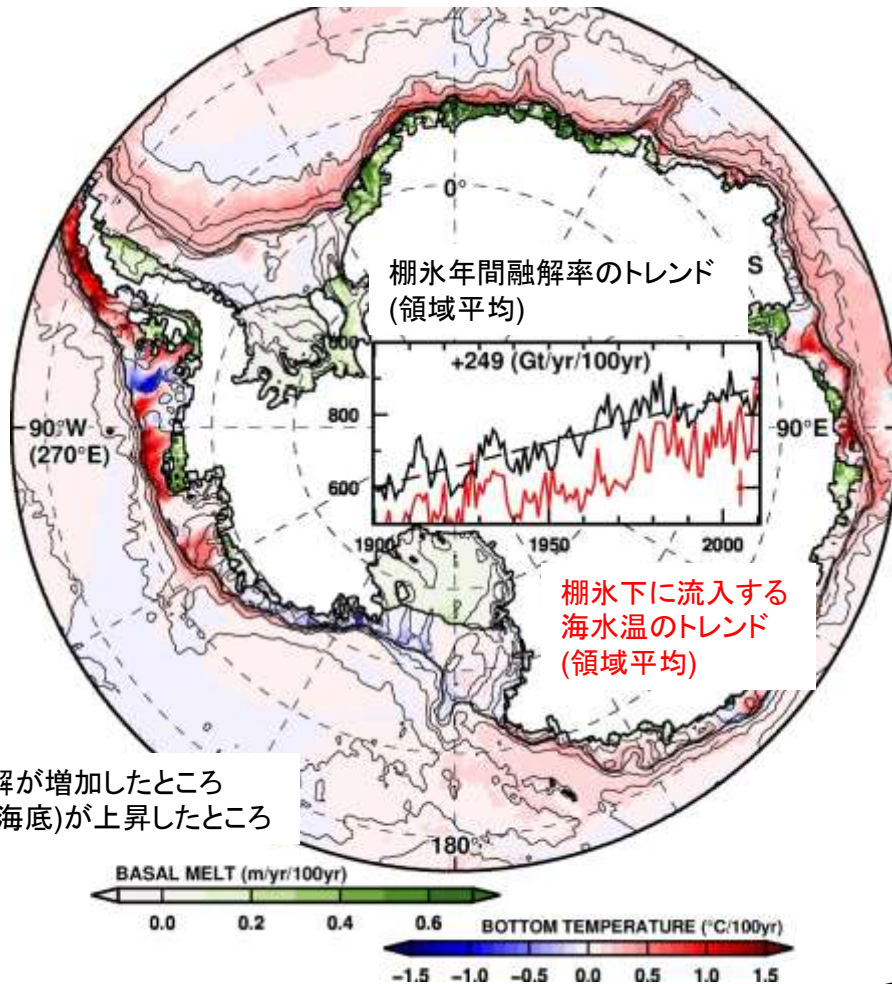 0°
棚氷年間融解率のトレンド
(領域平均)
S
+249 (Gt/yr/100yr)
800
600
1900
1950
2000
90°W
(270°E)
90°E
棚氷下に流入する
海水温のトレンド
(領域平均)
解が増加したところ
海底)が上昇したところ
180°
BASAL MELT (m/yr/100yr)
0.0 0.2 0.4 0.6
BOTTOM TEMPERATURE (°C/100yr)
−1.5 −1.0 −0.5 0.0 0.5 1.0 1.5